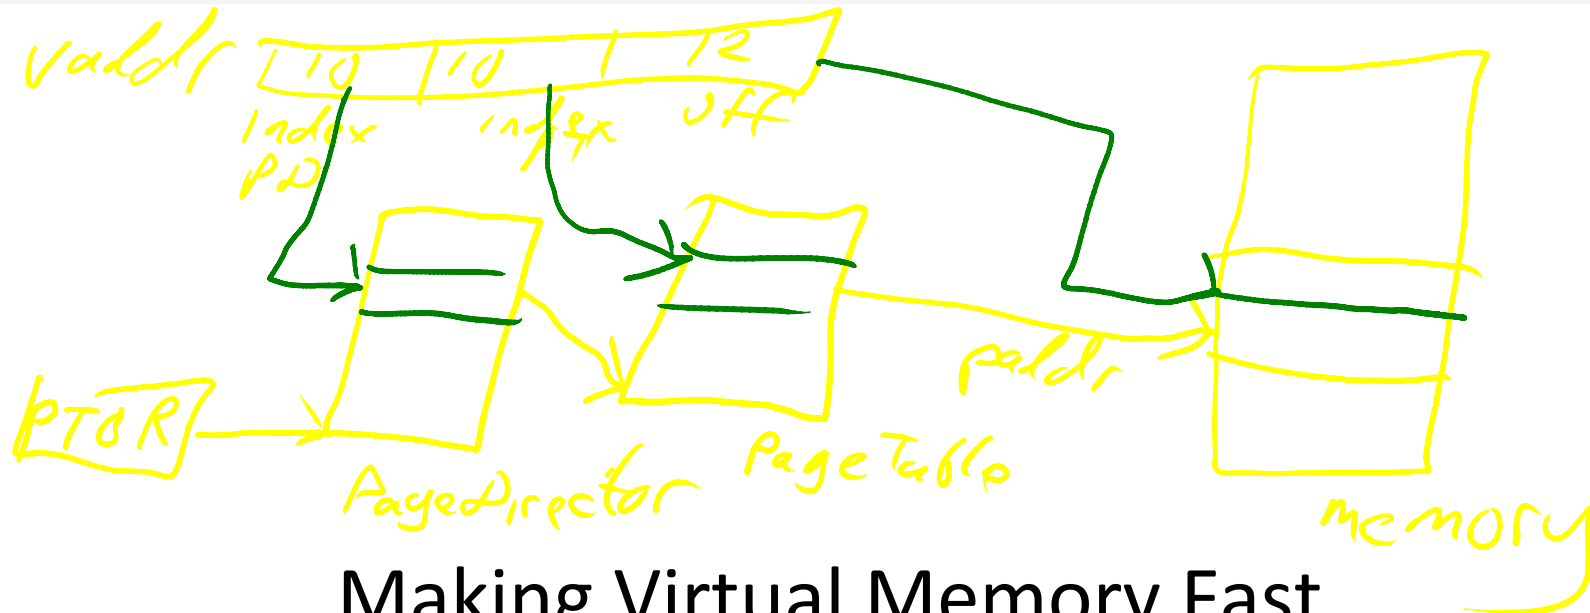 vaddr
10 10 12
Index
PD
index
off
PTBR
paddr
PageDirector
PageTable
memory
Making Virtual Memory Fast